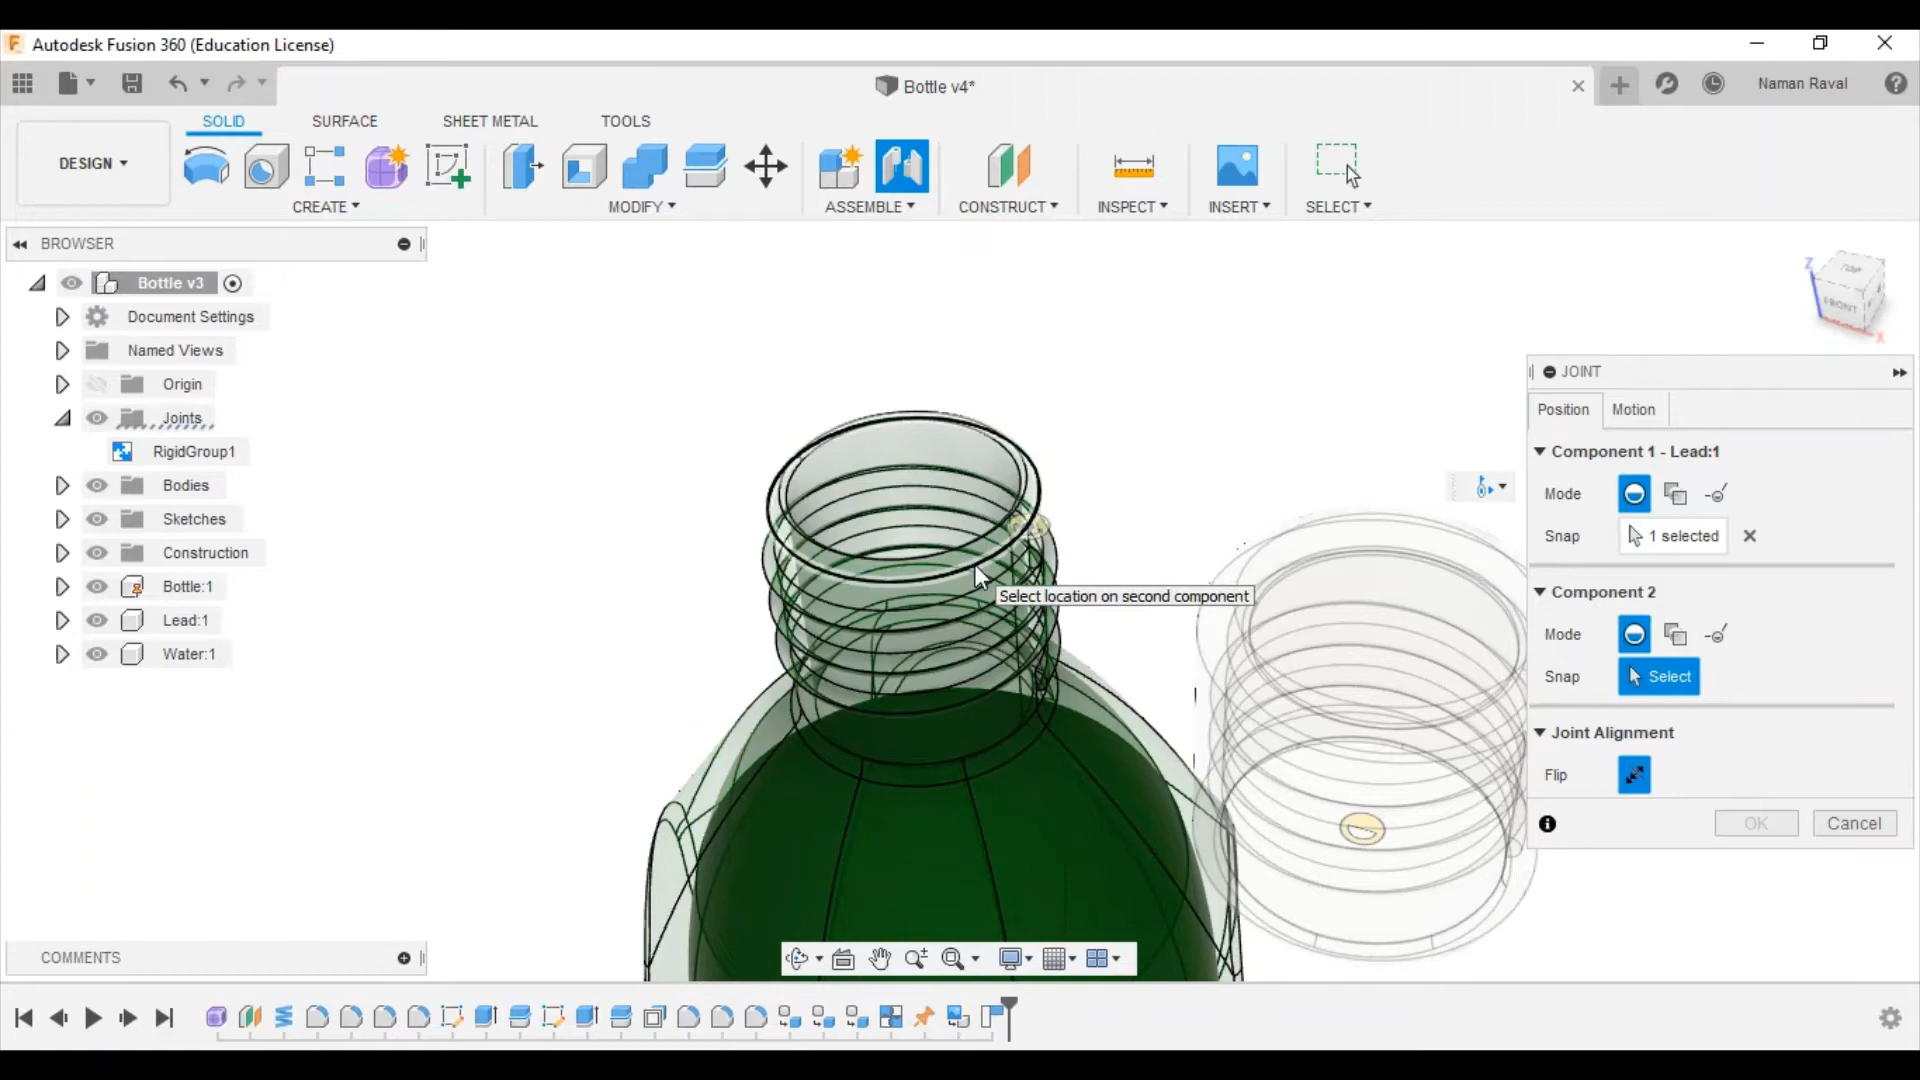 Autodesk Fusion 360 (Education License)
Bottle v4*
Naman Raval
SOLID SURFACE SHEET METAL TOOLS
DESIGN
CREATE MODIFY ASSEMBLE CONSTRUCT INSPECT INSERT SELECT
BROWSER
Bottle v3
Document Settings
Named Views
Origin
Joints
RigidGroup1
Bodies
Sketches
Construction
Bottle:1
Lead:1
Water:1
Select location on second component
TOP
FRONT
Z
X
JOINT
Position Motion
Component 1 - Lead:1
Mode
Snap 1 selected
Component 2
Mode
Snap Select
Joint Alignment
Flip
OK Cancel
COMMENTS